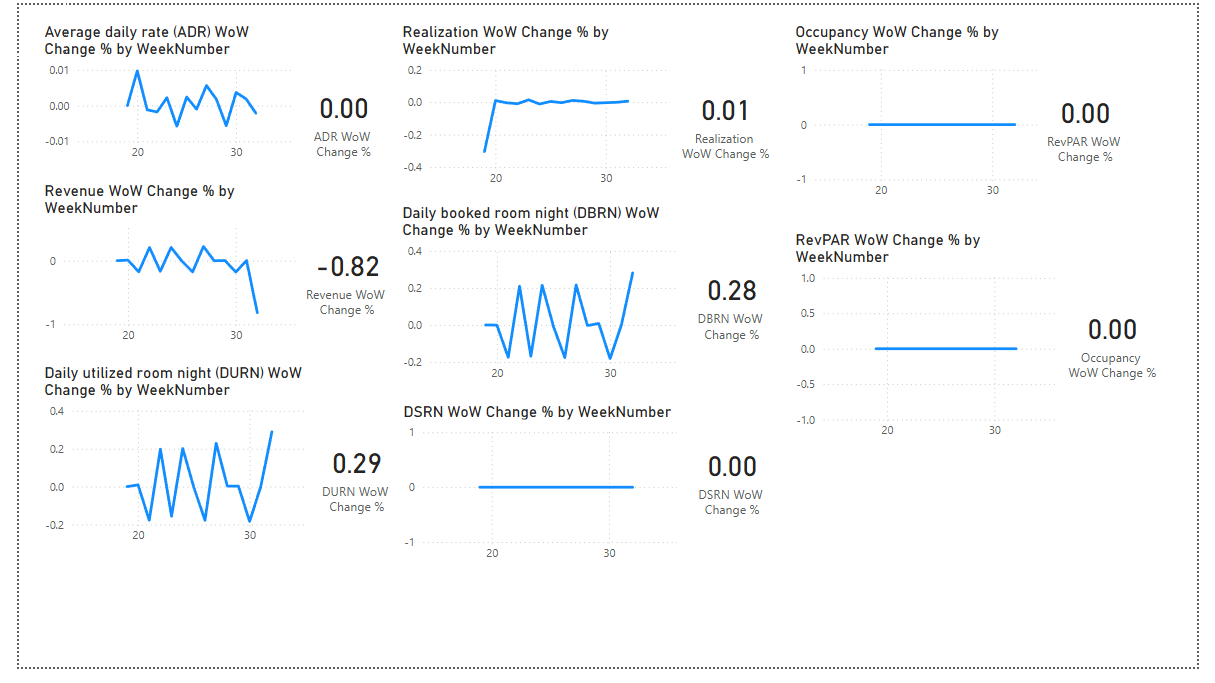 Average daily rate (ADR) WoW
Change % by WeekNumber
0.01
0.00
-0.01
20
30
0.00
ADR WoW
Change %
Revenue WoW Change % by
WeekNumber
0
-1
20
30
-0.82
Revenue WoW
Change %
Daily utilized room night (DURN) WoW
Change % by WeekNumber
0.4
0.2
0.0
-0.2
20
30
0.29
DURN WoW
Change %
Realization WoW Change % by
WeekNumber
0.2
0.0
-0.2
-0.4
20
30
0.01
Realization
WoW Change %
Daily booked room night (DBRN) WoW
Change % by WeekNumber
0.4
0.2
0.0
-0.2
20
30
0.28
DBRN WoW
Change %
DSRN WoW Change % by WeekNumber
1
0
-1
20
30
0.00
DSRN WoW
Change %
Occupancy WoW Change % by
WeekNumber
1
0
-1
20
30
0.00
RevPAR WoW
Change %
RevPAR WoW Change % by
WeekNumber
1.0
0.5
0.0
-0.5
-1.0
20
30
0.00
Occupancy
WoW Change %